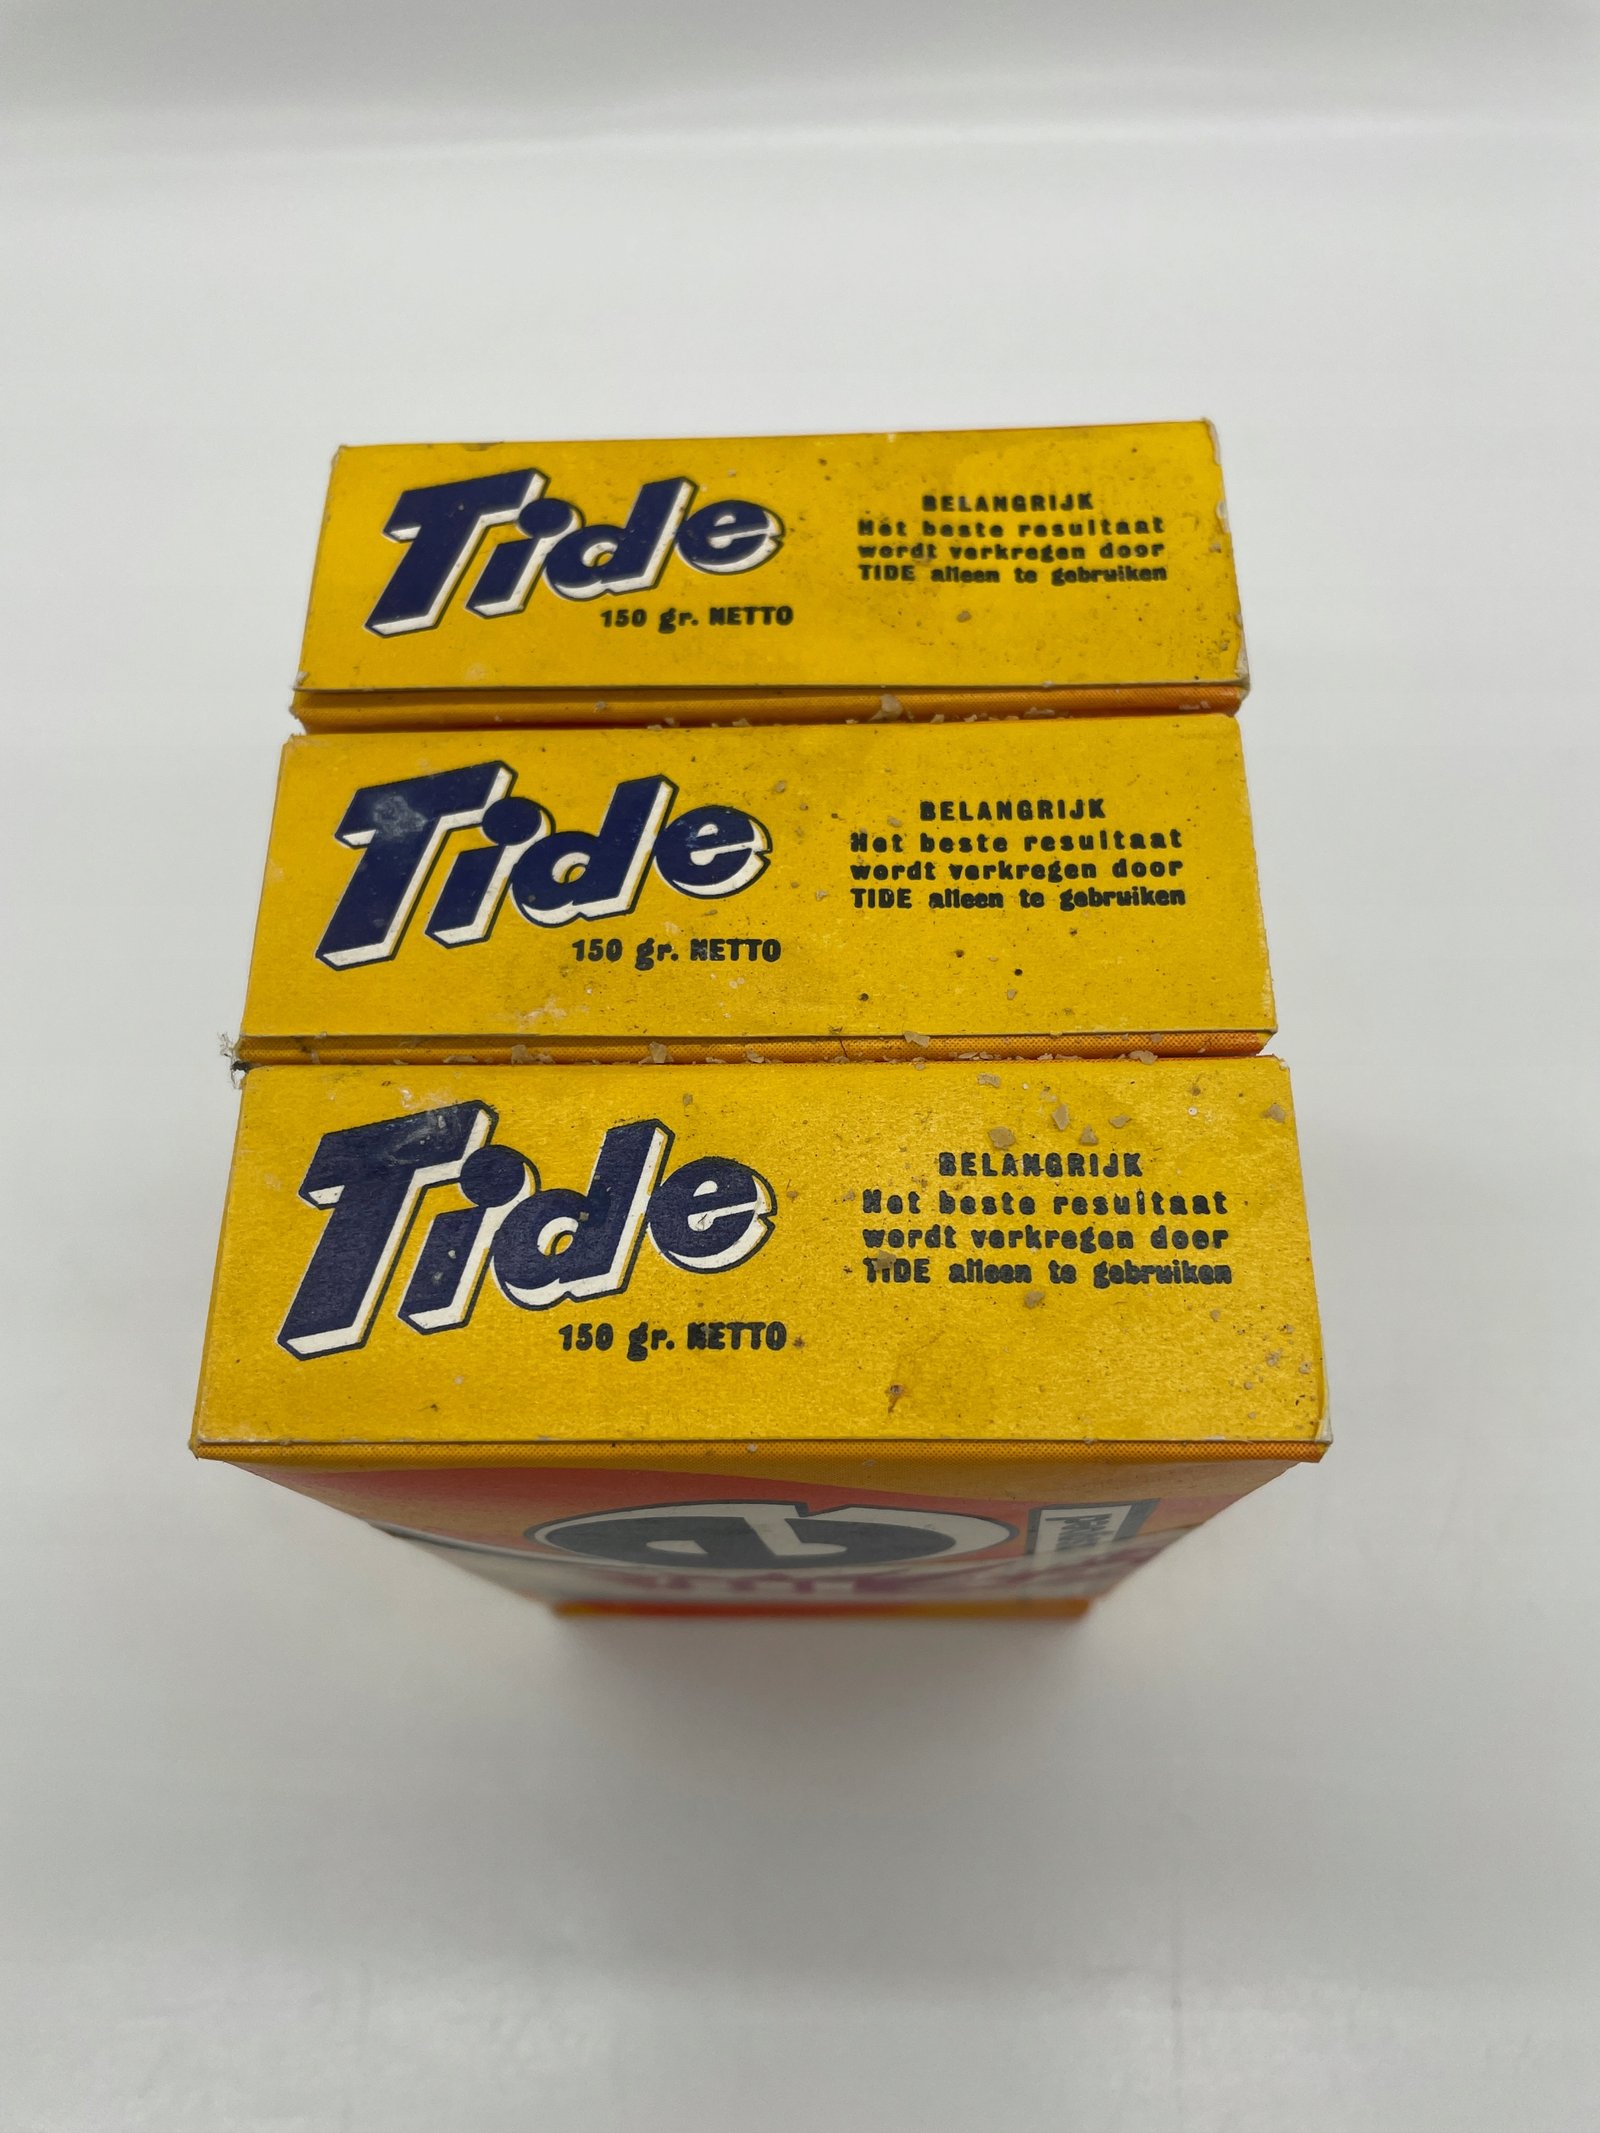 Tide
150 gr. NETTO
BELANGRIJK
Het beste resultaat
wordt verkregen door
TIDE alleen te gebruiken
Tide
150 gr. NETTO
BELANGRIJK
Het beste resultaat
wordt verkregen door
TIDE alleen te gebruiken
Tide
150 gr. NETTO
BELANGRIJK
Het beste resultaat
wordt verkregen door
TIDE alleen te gebruiken